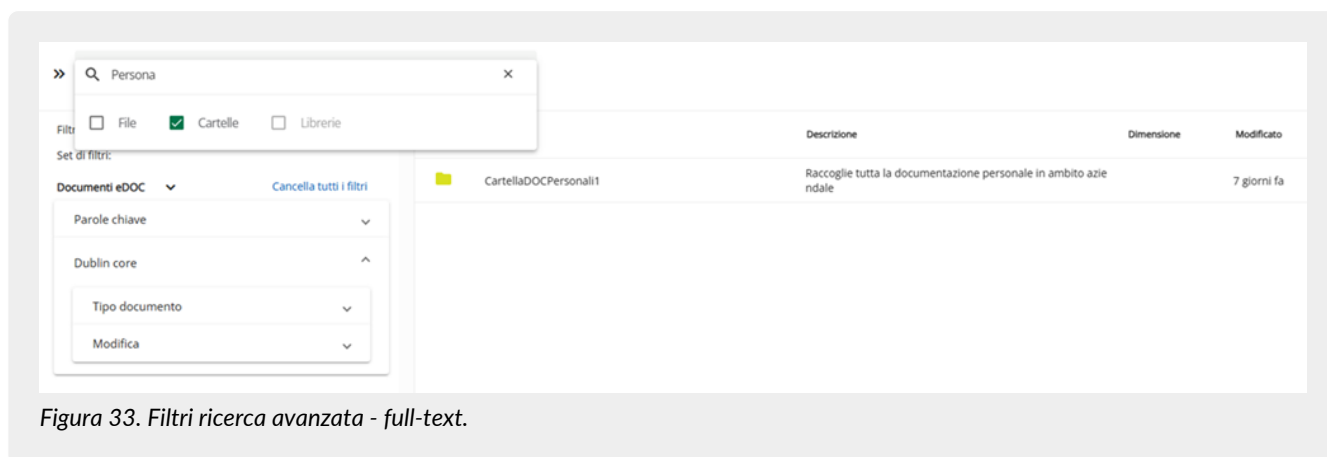 Persona
File Cartelle Librerie
Filtr
Set di filtri:
Documenti eDOC Cancella tutti i filtri
Parole chiave
Dublin core
Tipo documento
Modifica
Descrizione Dimensione Modificato
CartellaDOCPersonali1 Raccoglie tutta la documentazione personale in ambito azie
ndale 7 giorni fa
Figura 33. Filtri ricerca avanzata - full-text.